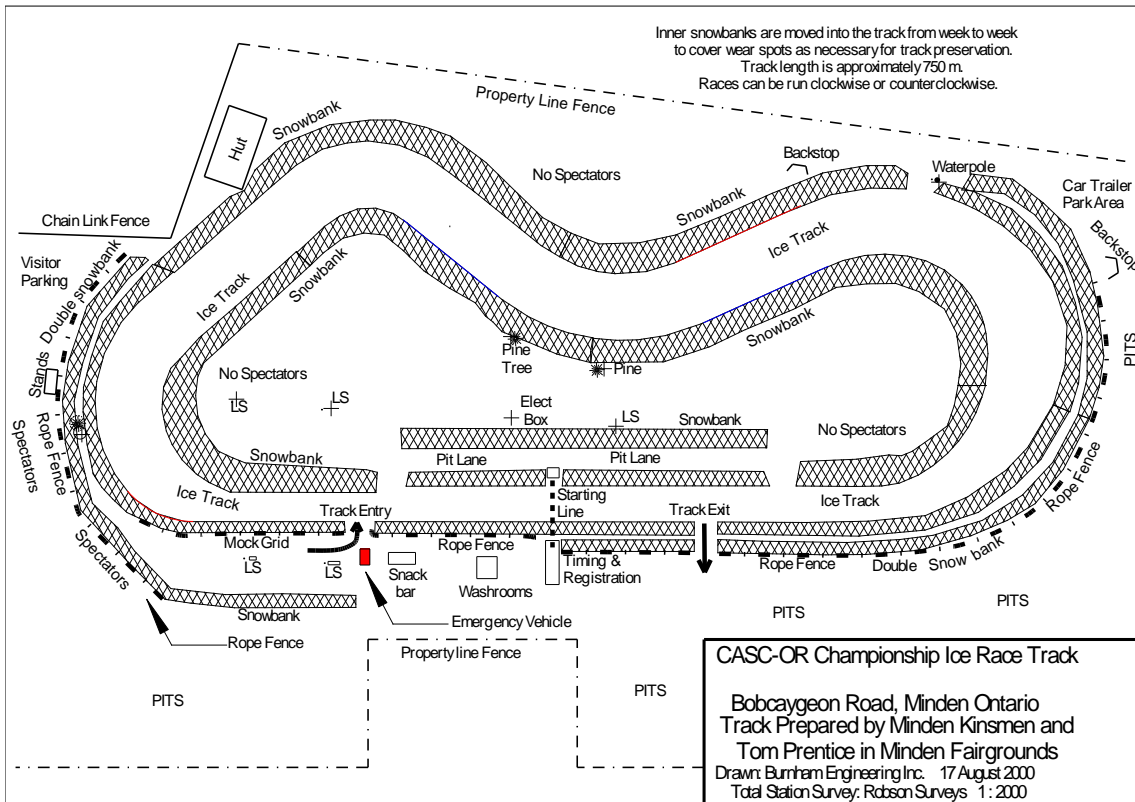 Inner snowbanks are moved into the track from week to week
to cover wear spots as necessary for track preservation.
Track length is approximately 750 m.
Races can be run clockwise or counterclockwise.
Property Line Fence
Snowbank
Hut
No Spectators
Backstop
Waterpole
Car Trailer
Park Area
Snowbank
Ice Track
Backstop
Chain Link Fence
Visitor
Parking
Double snowbank
Ice Track
Snowbank
Snowbank
Pine
Tree
Pine
PITS
Stands
No Spectators
LS
LS
Elect
Box
LS
Snowbank
No Spectators
Rope Fence
Spectators
Snowbank
Pit Lane
Pit Lane
Rope Fence
Ice Track
Track Entry
Starting
Line
Track Exit
Ice Track
Mock Grid
Rope Fence
Spectators
LS
LS
Snack
bar
Washrooms
Timing &
Registration
Rope Fence
Double
Snow bank
Snowbank
Emergency Vehicle
PITS
PITS
Rope Fence
Property line Fence
PITS
PITS
CASC-OR Championship Ice Race Track
Bobcaygeon Road, Minden Ontario
Track Prepared by Minden Kinsmen and
Tom Prentice in Minden Fairgrounds
Drawn: Burnham Engineering Inc. 17 August 2000
Total Station Survey: Robson Surveys 1 : 2000